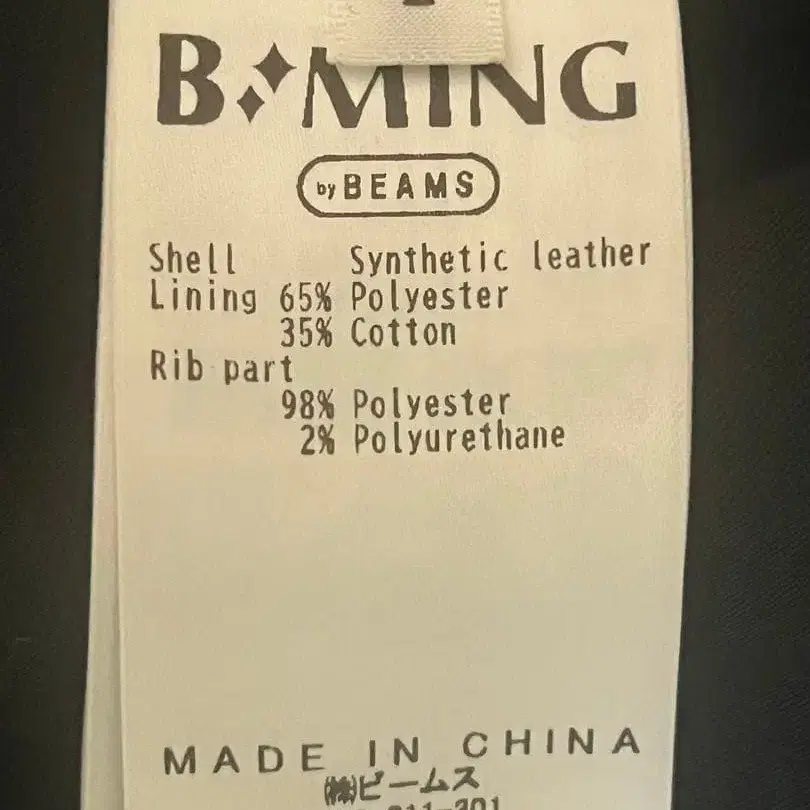 B MING
by BEAMS
Shell Synthetic leather
Lining 65% Polyester
35% Cotton
Rib part
98% Polyester
2% Polyurethane
MADE IN CHINA
㈱ビームス